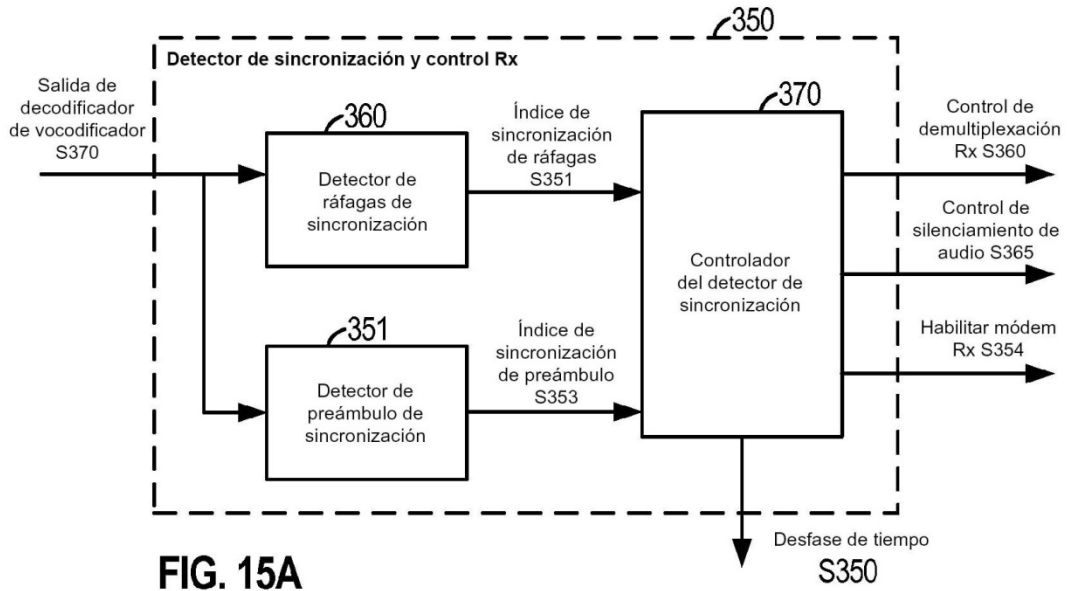 350
Detector de sincronización y control Rx
Salida de
decodificador
de vocodificador
S370
360
Detector de
ráfagas de
sincronización
Índice de
sincronización
de ráfagas
S351
370
Controlador
del detector de
sincronización
Control de
demultiplexación
Rx S360
Control de
silenciamiento de
audio S365
Habilitar módem
Rx S354
351
Detector de
preámbulo de
sincronización
Índice de
sincronización
de preámbulo
S353
Desfase de tiempo
S350
FIG. 15A